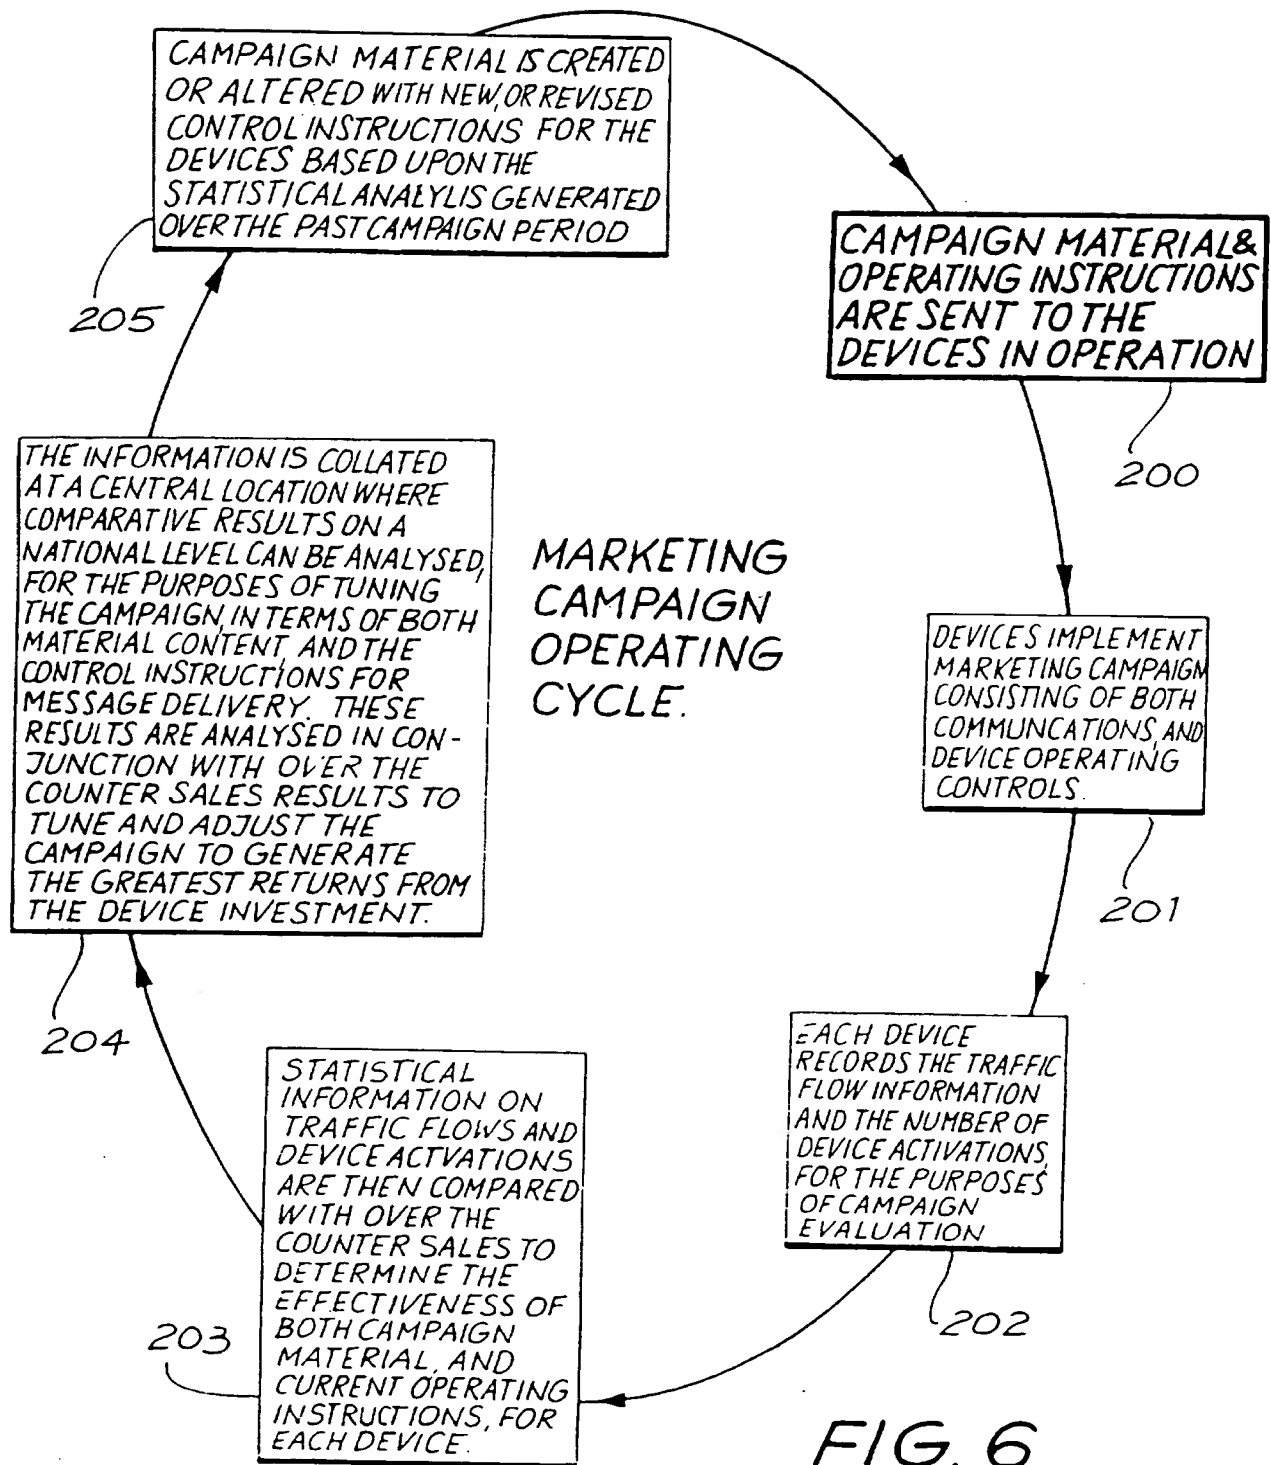 CAMPAIGN MATERIAL IS CREATED
OR ALTERED WITH NEW, OR REVISED
CONTROL INSTRUCTIONS FOR THE
DEVICES BASED UPON THE
STATISTICAL ANALYLIS GENERATED
OVER THE PAST CAMPAIGN PERIOD
205
CAMPAIGN MATERIAL &
OPERATING INSTRUCTIONS
ARE SENT TO THE
DEVICES IN OPERATION
200
DEVICES IMPLEMENT
MARKETING CAMPAIGN
CONSISTING OF BOTH
COMMUNCATIONS, AND
DEVICE OPERATING
CONTROLS.
201
EACH DEVICE
RECORDS THE TRAFFIC
FLOW INFORMATION
AND THE NUMBER OF
DEVICE ACTIVATIONS,
FOR THE PURPOSES
OF CAMPAIGN
EVALUATION
202
STATISTICAL
INFORMATION ON
TRAFFIC FLOWS AND
DEVICE ACTVATIONS
ARE THEN COMPARED
WITH OVER THE
COUNTER SALES TO
DETERMINE THE
EFFECTIVENESS OF
BOTH CAMPAIGN
MATERIAL, AND
CURRENT OPERATING
INSTRUCTIONS, FOR
EACH DEVICE.
203
THE INFORMATION IS COLLATED
AT A CENTRAL LOCATION WHERE
COMPARATIVE RESULTS ON A
NATIONAL LEVEL CAN BE ANALYSED,
FOR THE PURPOSES OF TUNING
THE CAMPAIGN, IN TERMS OF BOTH
MATERIAL CONTENT, AND THE
CONTROL INSTRUCTIONS FOR
MESSAGE DELIVERY. THESE
RESULTS ARE ANALYSED IN CON-
JUNCTION WITH OVER THE
COUNTER SALES RESULTS TO
TUNE AND ADJUST THE
CAMPAIGN TO GENERATE
THE GREATEST RETURNS FROM
THE DEVICE INVESTMENT.
204
MARKETING
CAMPAIGN
OPERATING
CYCLE.
FIG. 6